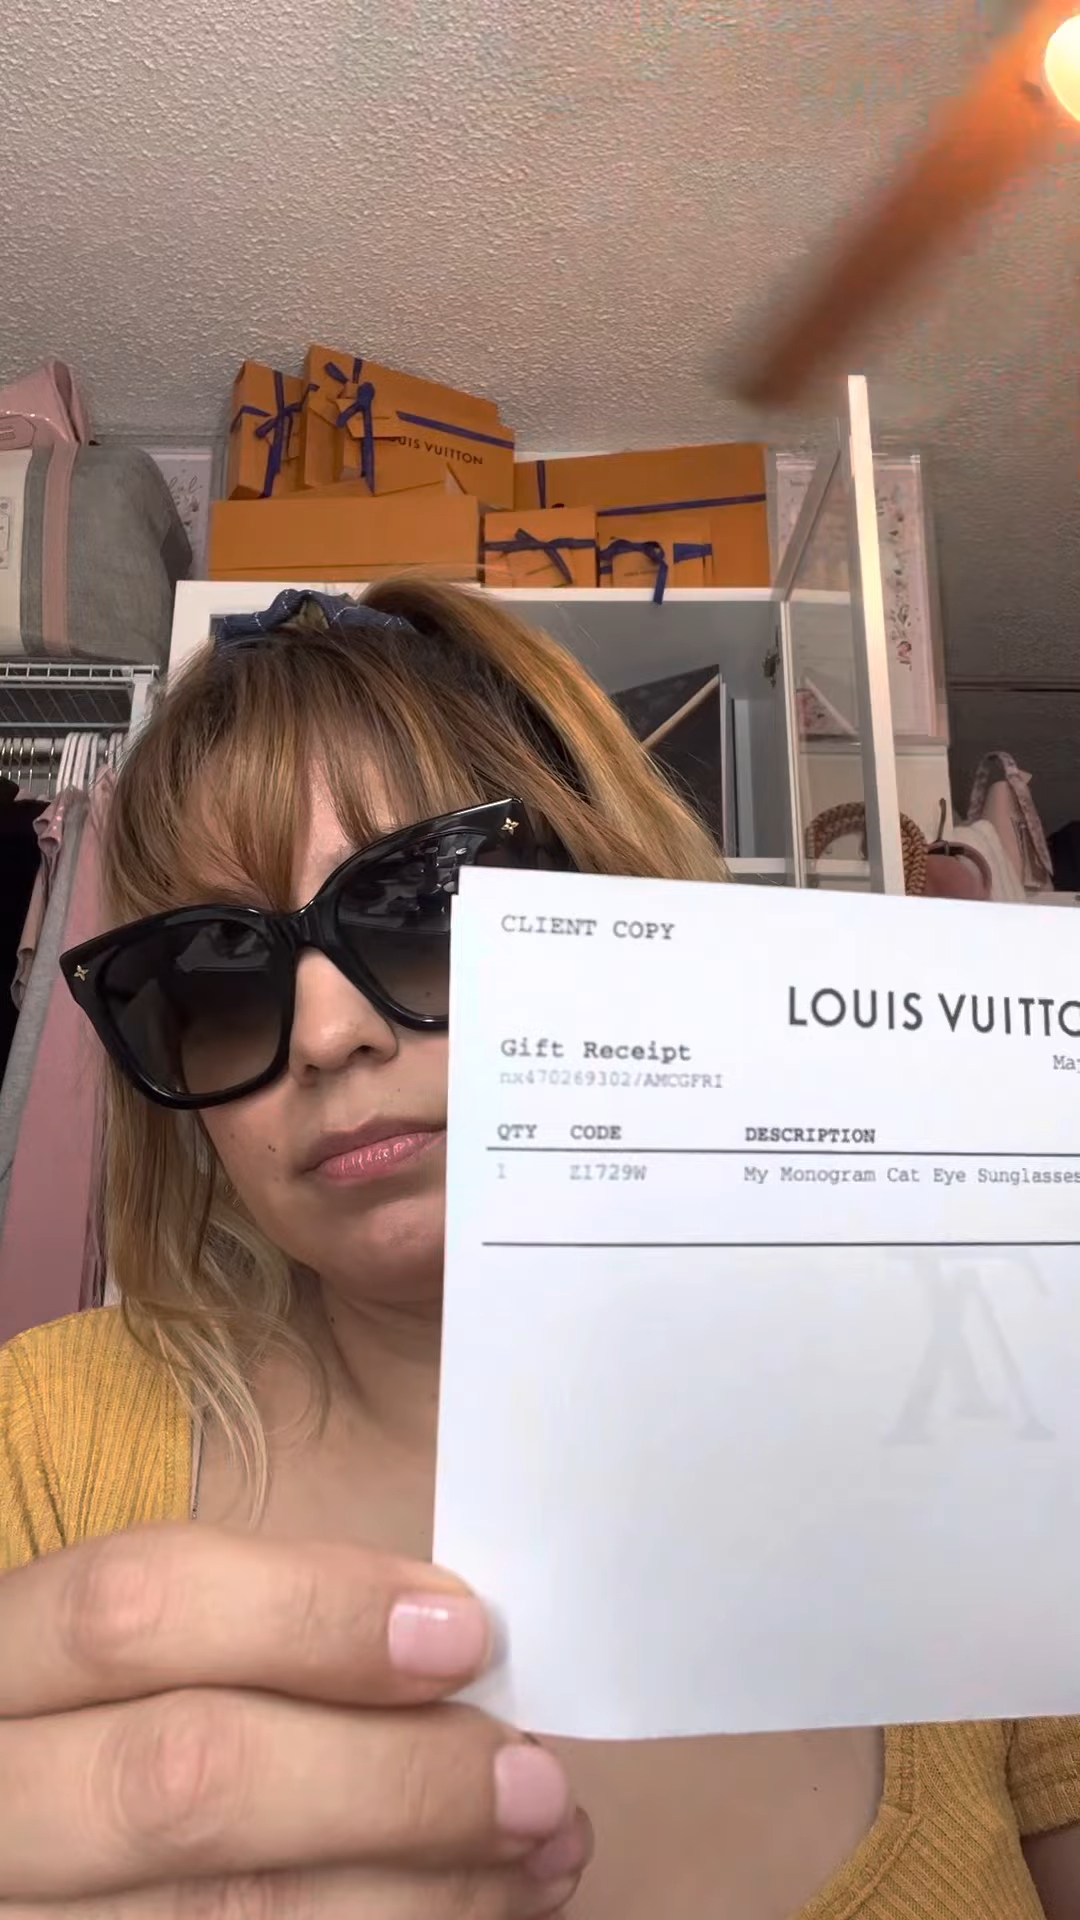 LOUIS VUITTON
CLIENT COPY
LOUIS VUITTO
Gift Receipt
May
nx470269302/AMCGFRI
QTY CODE DESCRIPTION
1 Z1729W My Monogram Cat Eye Sunglasses